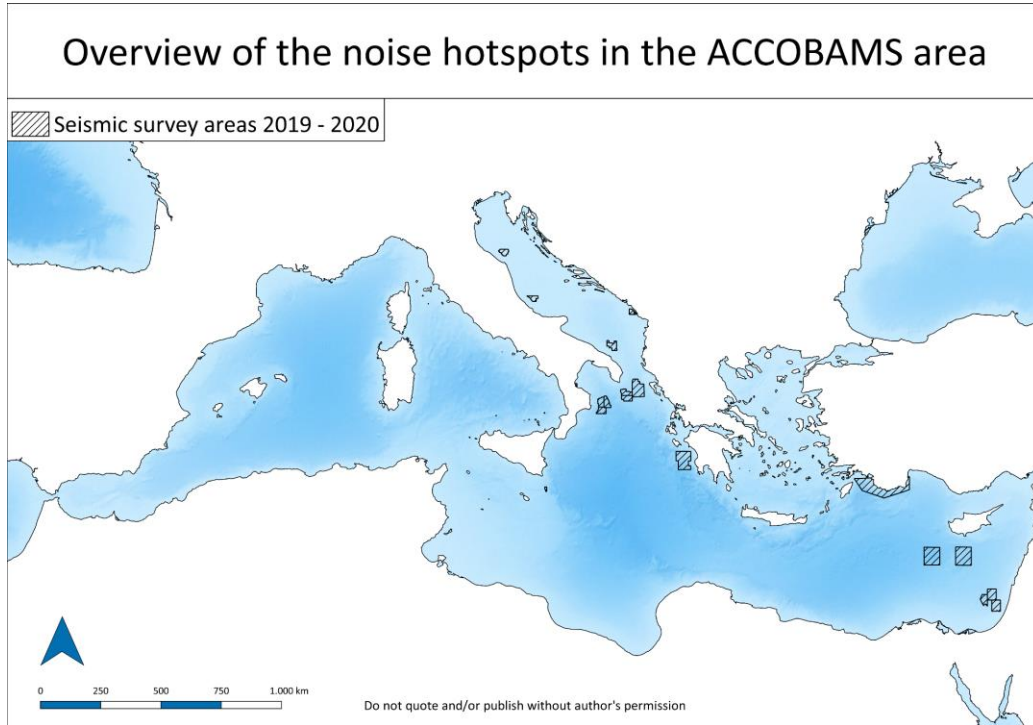 Overview of the noise hotspots in the ACCOBAMS area
Seismic survey areas 2019 - 2020
0 250 500 750 1.000 km
Do not quote and/or publish without author's permission